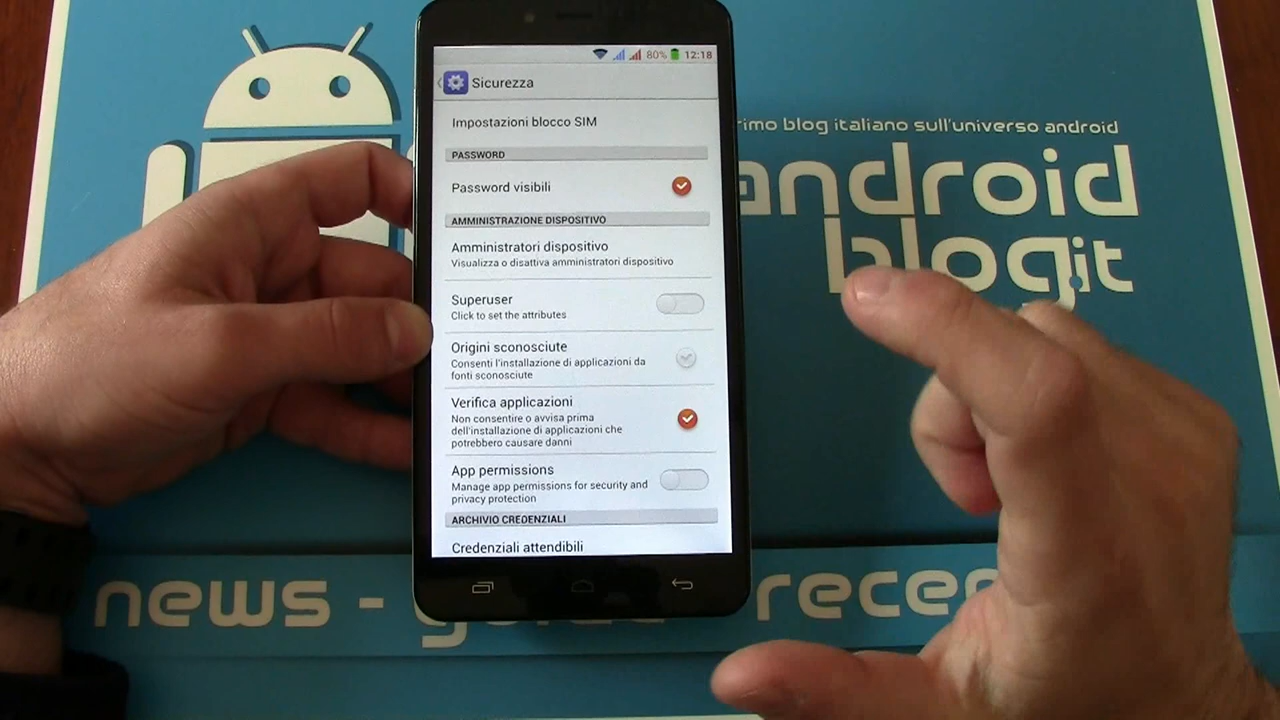 80% 12:18
Sicurezza
Impostazioni blocco SIM
PASSWORD
Password visibili
AMMINISTRAZIONE DISPOSITIVO
Amministratori dispositivo
Visualizza o disattiva amministratori dispositivo
Superuser
Click to set the attributes
Origini sconosciute
Consenti l'installazione di applicazioni da
fonti sconosciute
Verifica applicazioni
Non consentire o avvisa prima
dell'installazione di applicazioni che
potrebbero causare danni
App permissions
Manage app permissions for security and
privacy protection
ARCHIVIO CREDENZIALI
Credenziali attendibili
blog italiano sull'universo android
android
blog.it
news -